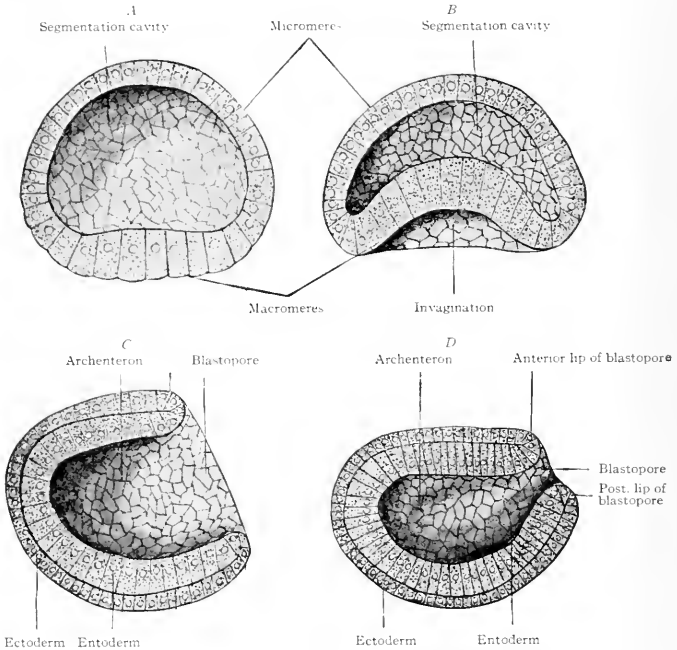 A
Segmentation cavity
Micromere-
B
Segmentation cavity
Macromeres
Invagination
C
Archenteron
Blastopore
D
Archenteron
Anterior lip of blastopore
Blastopore
Post. lip of
blastopore
Ectoderm
Entoderm
Ectoderm
Entoderm